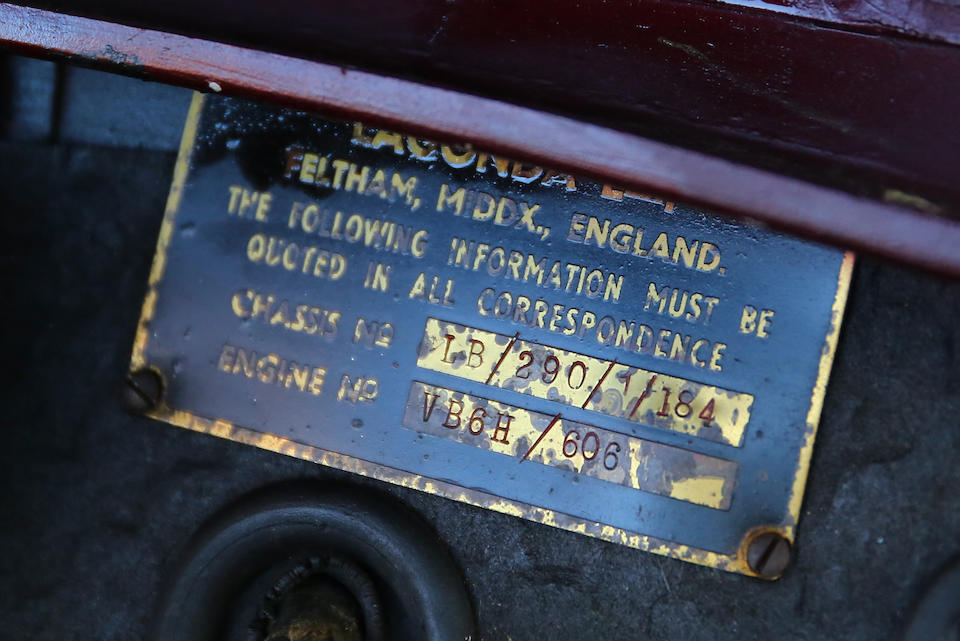 LAGONDA LTD
FELTHAM, MIDDX., ENGLAND.
THE FOLLOWING INFORMATION MUST BE
QUOTED IN ALL CORRESPONDENCE
CHASSIS Nº LB/290/1/184
ENGINE Nº VB6H/606